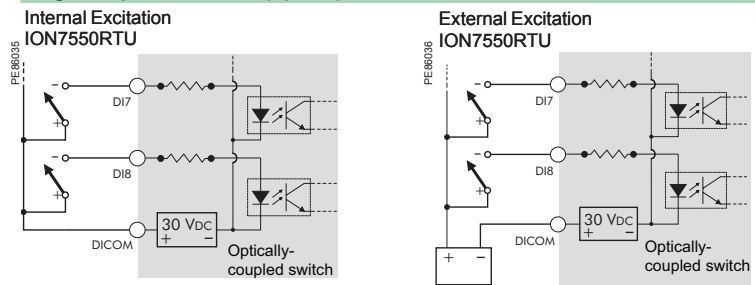 Internal Excitation
ION7550RTU
PE86035
−
DI7
+
−
DI8
+
DICOM
30 VDC
+ −
Optically-
coupled switch
External Excitation
ION7550RTU
PE86036
−
DI7
+
−
DI8
+
DICOM
30 VDC
+ −
+ −
Optically-
coupled switch